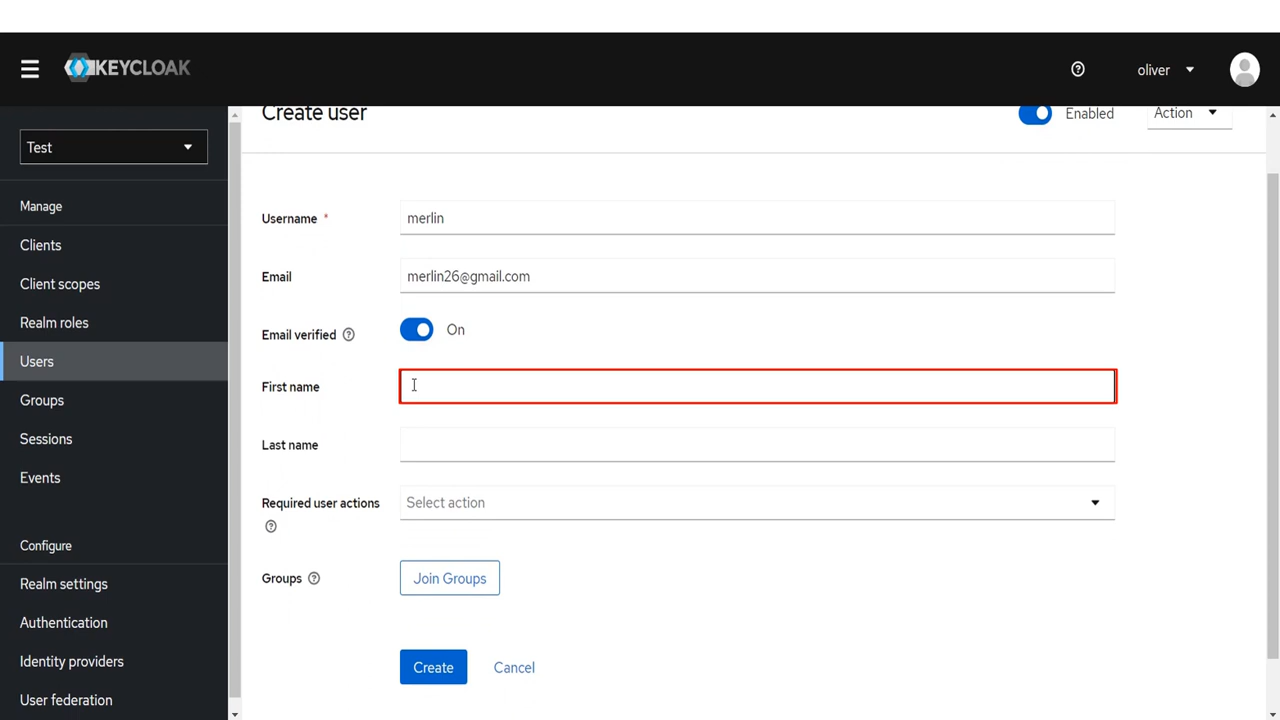 KEYCLOAK
oliver
Test
Manage
Clients
Client scopes
Realm roles
Users
Groups
Sessions
Events
Configure
Realm settings
Authentication
Identity providers
User federation
Create user
Enabled
Action
Username *
merlin
Email
merlin26@gmail.com
Email verified
On
First name
Last name
Required user actions
Select action
Groups
Join Groups
Create
Cancel